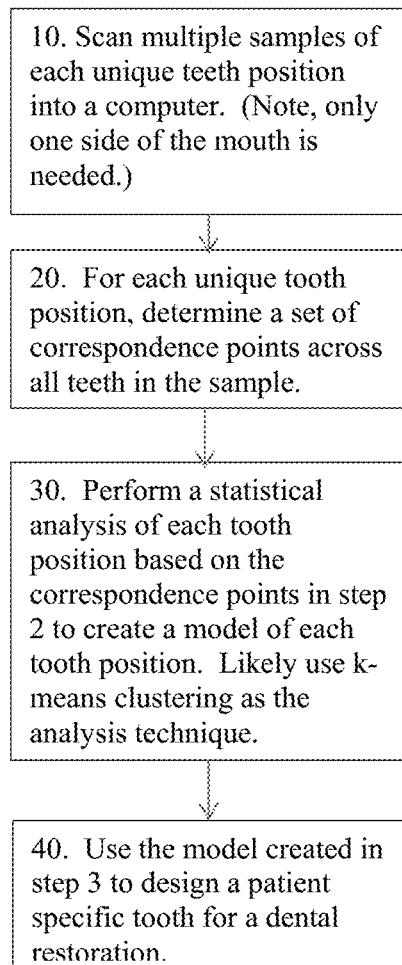 10. Scan multiple samples of
each unique teeth position
into a computer. (Note, only
one side of the mouth is
needed.)
20. For each unique tooth
position, determine a set of
correspondence points across
all teeth in the sample.
30. Perform a statistical
analysis of each tooth
position based on the
correspondence points in step
2 to create a model of each
tooth position. Likely use k-
means clustering as the
analysis technique.
40. Use the model created in
step 3 to design a patient
specific tooth for a dental
restoration.